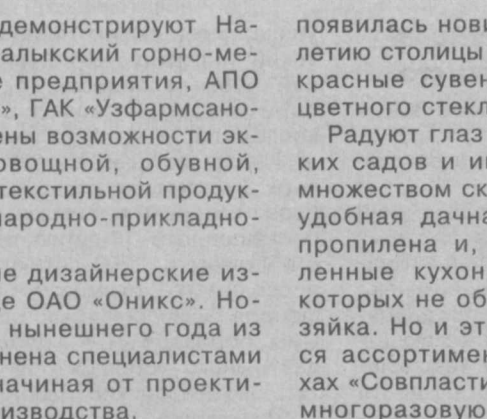 демонстрируют На-
алыкский горно-ме-
е предприятия, АПО
», ГАК «Узфармсано-
ены возможности эк-
овощной, обувной,
текстильной продук-
народно-прикладно-
ие дизайнерские из-
де ОАО «Оникс». Но-
нынешнего года из
нена специалистами
начиная от проекти-
изводства.
появилась нови
летию столицы
красные сувен
цветного стекл
Радуют глаз
ких садов и и
множеством ск
удобная дачна
пропилена и,
ленные кухон
которых не об
зяйка. Но и эт
ся ассортимен
хах «Совпласти
многоразовую